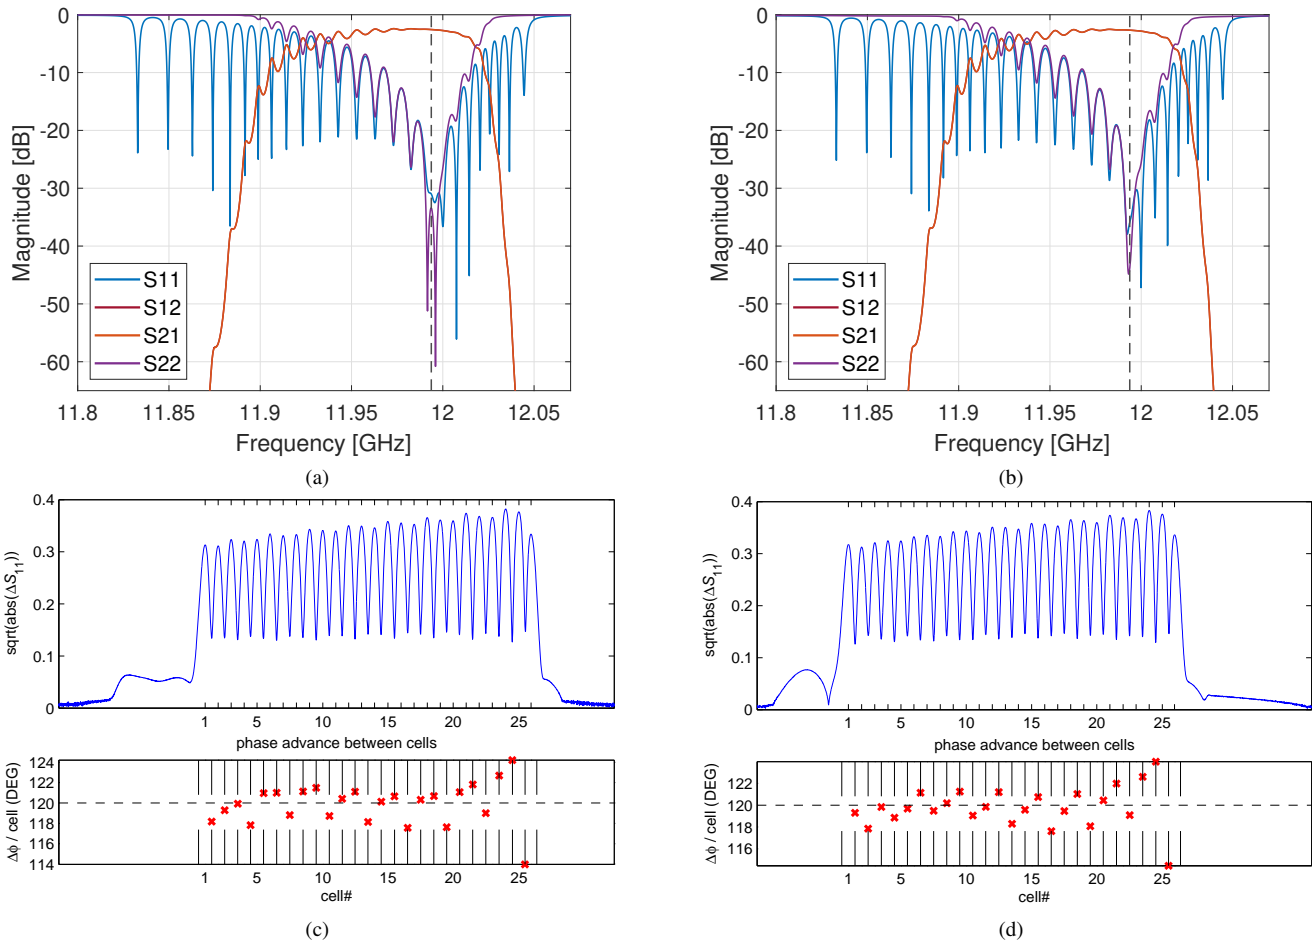 0
-10
-20
-30
-40
-50
-60
Magnitude [dB]
S11
S12
S21
S22
11.8 11.85 11.9 11.95 12 12.05
Frequency [GHz]
(a)
0
-10
-20
-30
-40
-50
-60
Magnitude [dB]
S11
S12
S21
S22
11.8 11.85 11.9 11.95 12 12.05
Frequency [GHz]
(b)
0.4
0.3
0.2
0.1
0
sqrt(abs(ΔS11))
1 5 10 15 20 25
phase advance between cells
124
122
120
118
116
114
Δϕ / cell (DEG)
1 5 10 15 20 25
cell#
(c)
0.4
0.3
0.2
0.1
0
sqrt(abs(ΔS11))
1 5 10 15 20 25
phase advance between cells
122
120
118
116
Δϕ / cell (DEG)
1 5 10 15 20 25
cell#
(d)